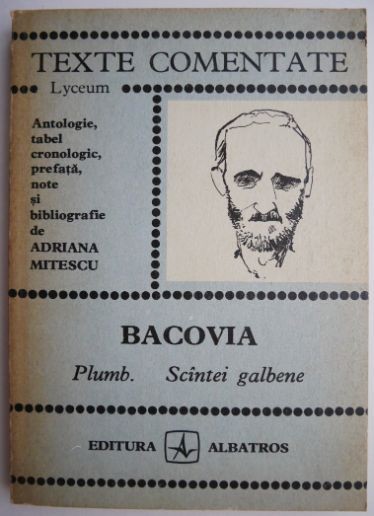 TEXTE COMENTATE
Lyceum
Antologie,
tabel
cronologic,
prefață,
note
și
bibliografie
de
ADRIANA
MITESCU
BACOVIA
Plumb. Scîntei galbene
EDITURA ALBATROS